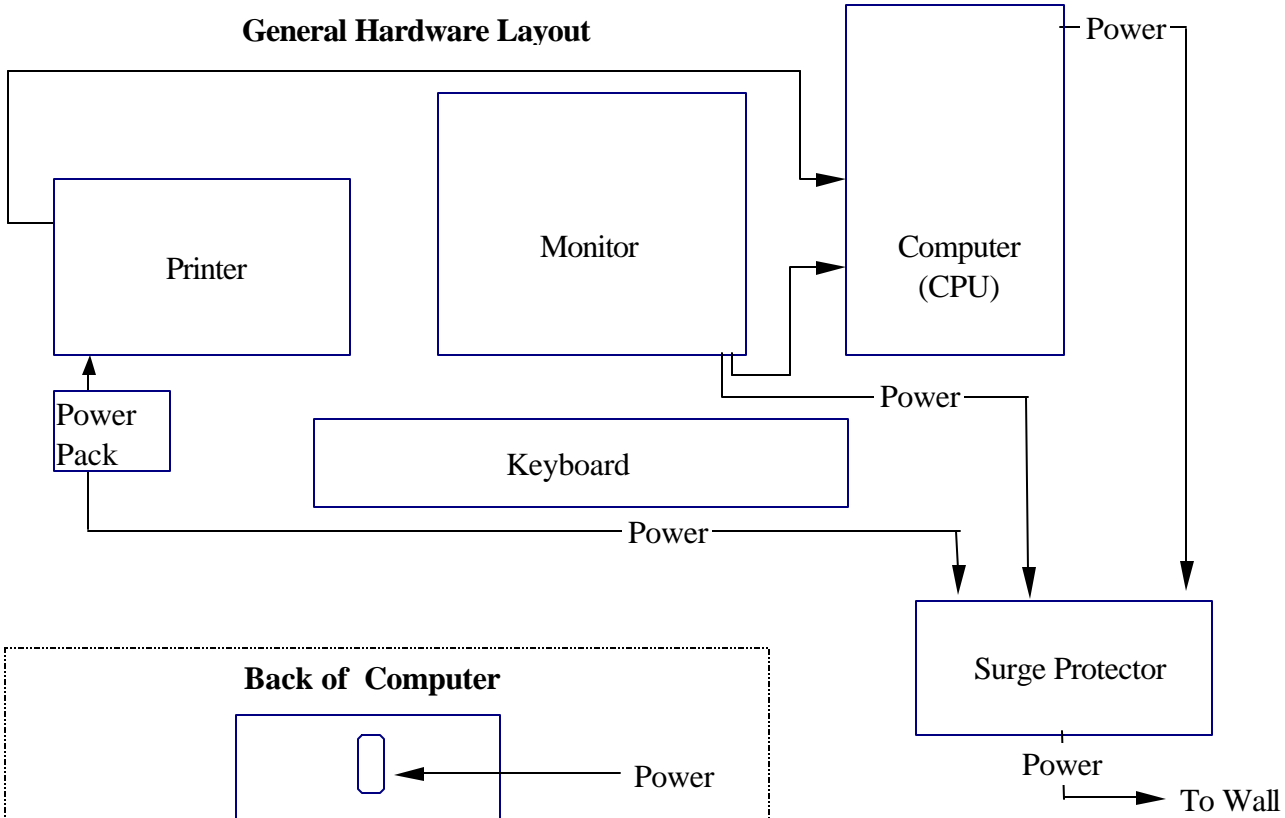 General Hardware Layout
Power
Printer
Monitor
Computer
(CPU)
Power
Pack
Power
Keyboard
Power
Surge Protector
Back of Computer
Power
Power
To Wall